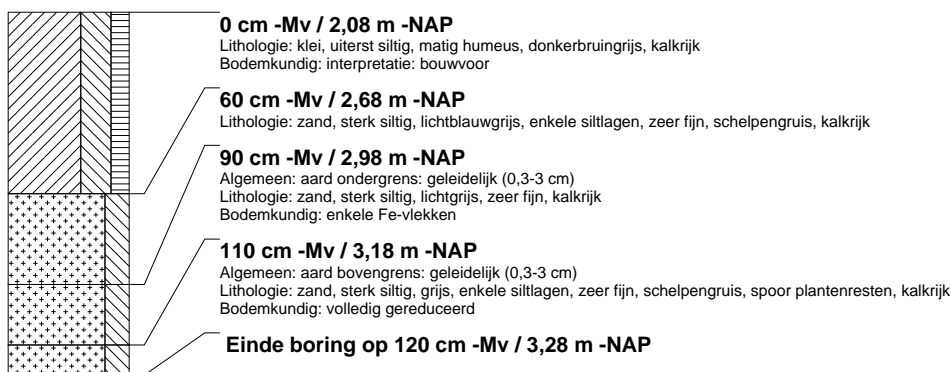 0 cm -Mv / 2,08 m -NAP
Lithologie: klei, uiterst siltig, matig humeus, donkerbruingrijs, kalkrijk
Bodemkundig: interpretatie: bouwvoor
60 cm -Mv / 2,68 m -NAP
Lithologie: zand, sterk siltig, lichtblauwgrijs, enkele siltlagen, zeer fijn, schelpengruis, kalkrijk
90 cm -Mv / 2,98 m -NAP
Algemeen: aard ondergrens: geleidelijk (0,3-3 cm)
Lithologie: zand, sterk siltig, lichtgrijs, zeer fijn, kalkrijk
Bodemkundig: enkele Fe-vlekken
110 cm -Mv / 3,18 m -NAP
Algemeen: aard bovengrens: geleidelijk (0,3-3 cm)
Lithologie: zand, sterk siltig, grijs, enkele siltlagen, zeer fijn, schelpengruis, spoor plantenresten, kalkrijk
Bodemkundig: volledig gereduceerd
Einde boring op 120 cm -Mv / 3,28 m -NAP